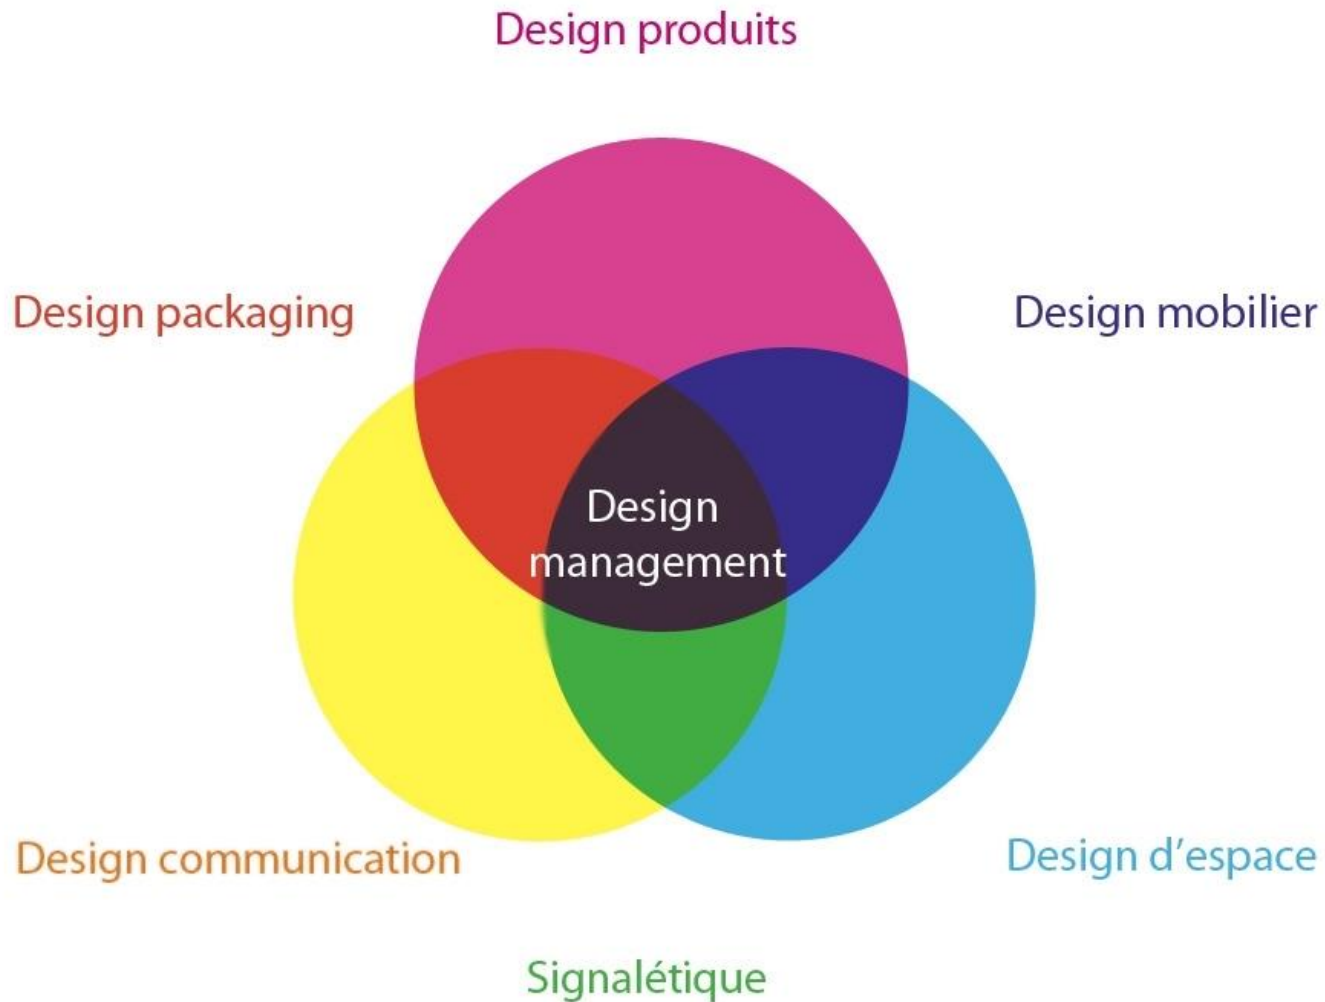 Design produits
Design packaging
Design mobilier
Design
management
Design communication
Design d’espace
Signalétique